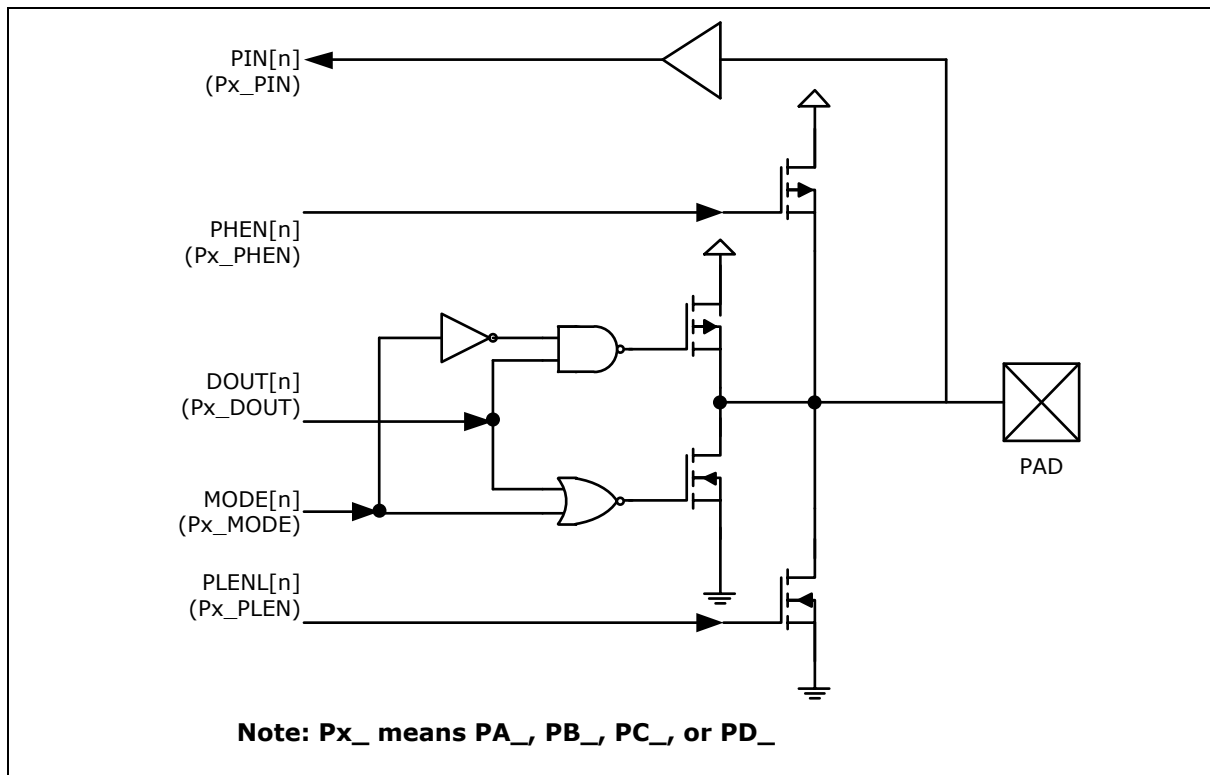 PIN[n]
(Px_PIN)
PHEN[n]
(Px_PHEN)
DOUT[n]
(Px_DOUT)
MODE[n]
(Px_MODE)
PAD
PLENL[n]
(Px_PLEN)
Note: Px_ means PA_, PB_, PC_, or PD_